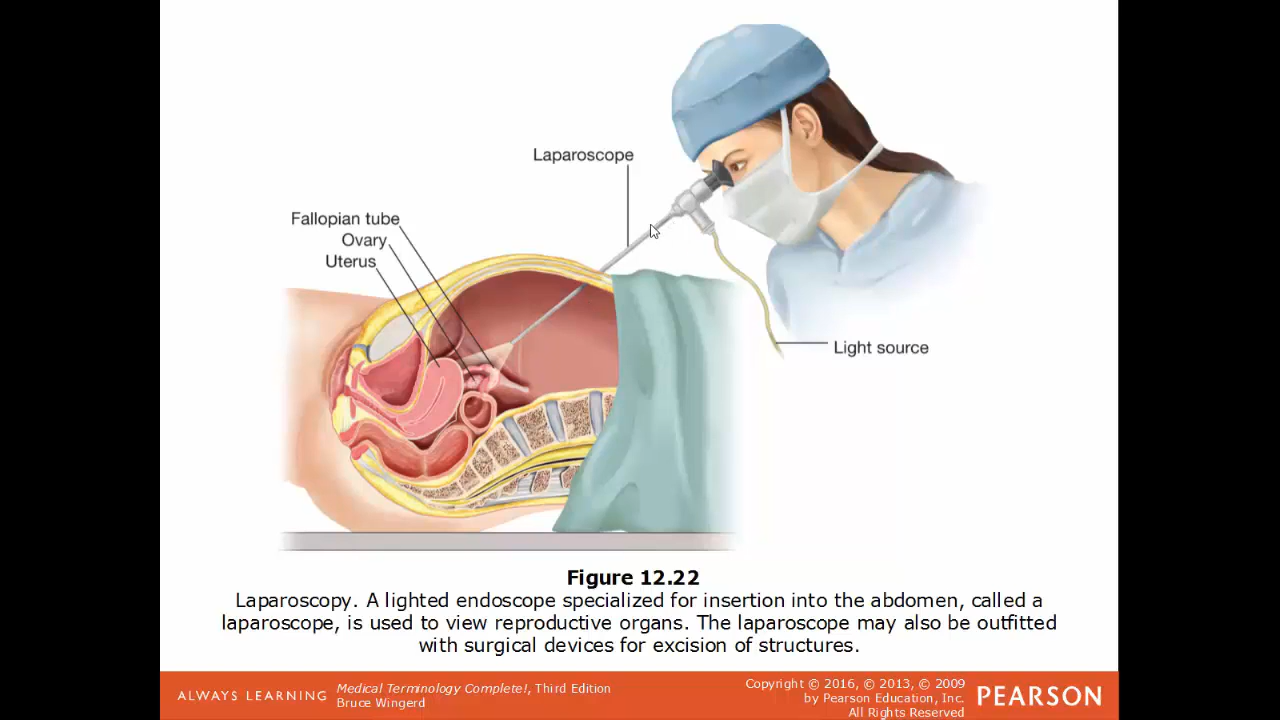 Laparoscope
Fallopian tube
Ovary
Uterus
Light source
Figure 12.22
Laparoscopy. A lighted endoscope specialized for insertion into the abdomen, called a
laparoscope, is used to view reproductive organs. The laparoscope may also be outfitted
with surgical devices for excision of structures.
ALWAYS LEARNING
Medical Terminology Complete!, Third Edition
Bruce Wingerd
Copyright © 2016, © 2013, © 2009
by Pearson Education, Inc.
All Rights Reserved
PEARSON